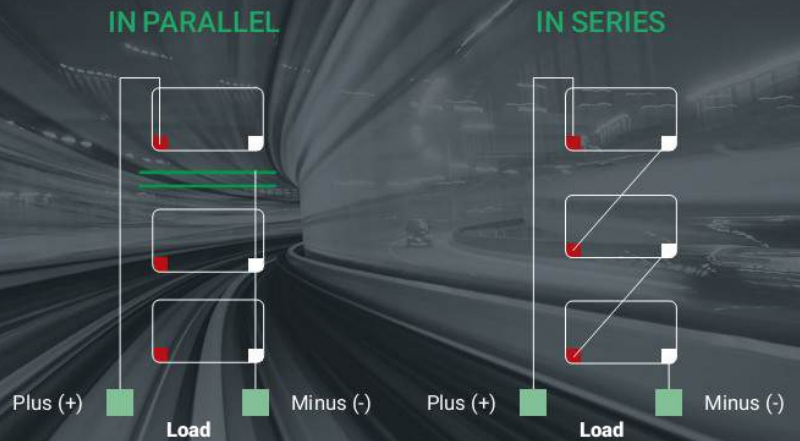 IN PARALLEL
IN SERIES
Plus (+)
Minus (-)
Plus (+)
Minus (-)
Load
Load